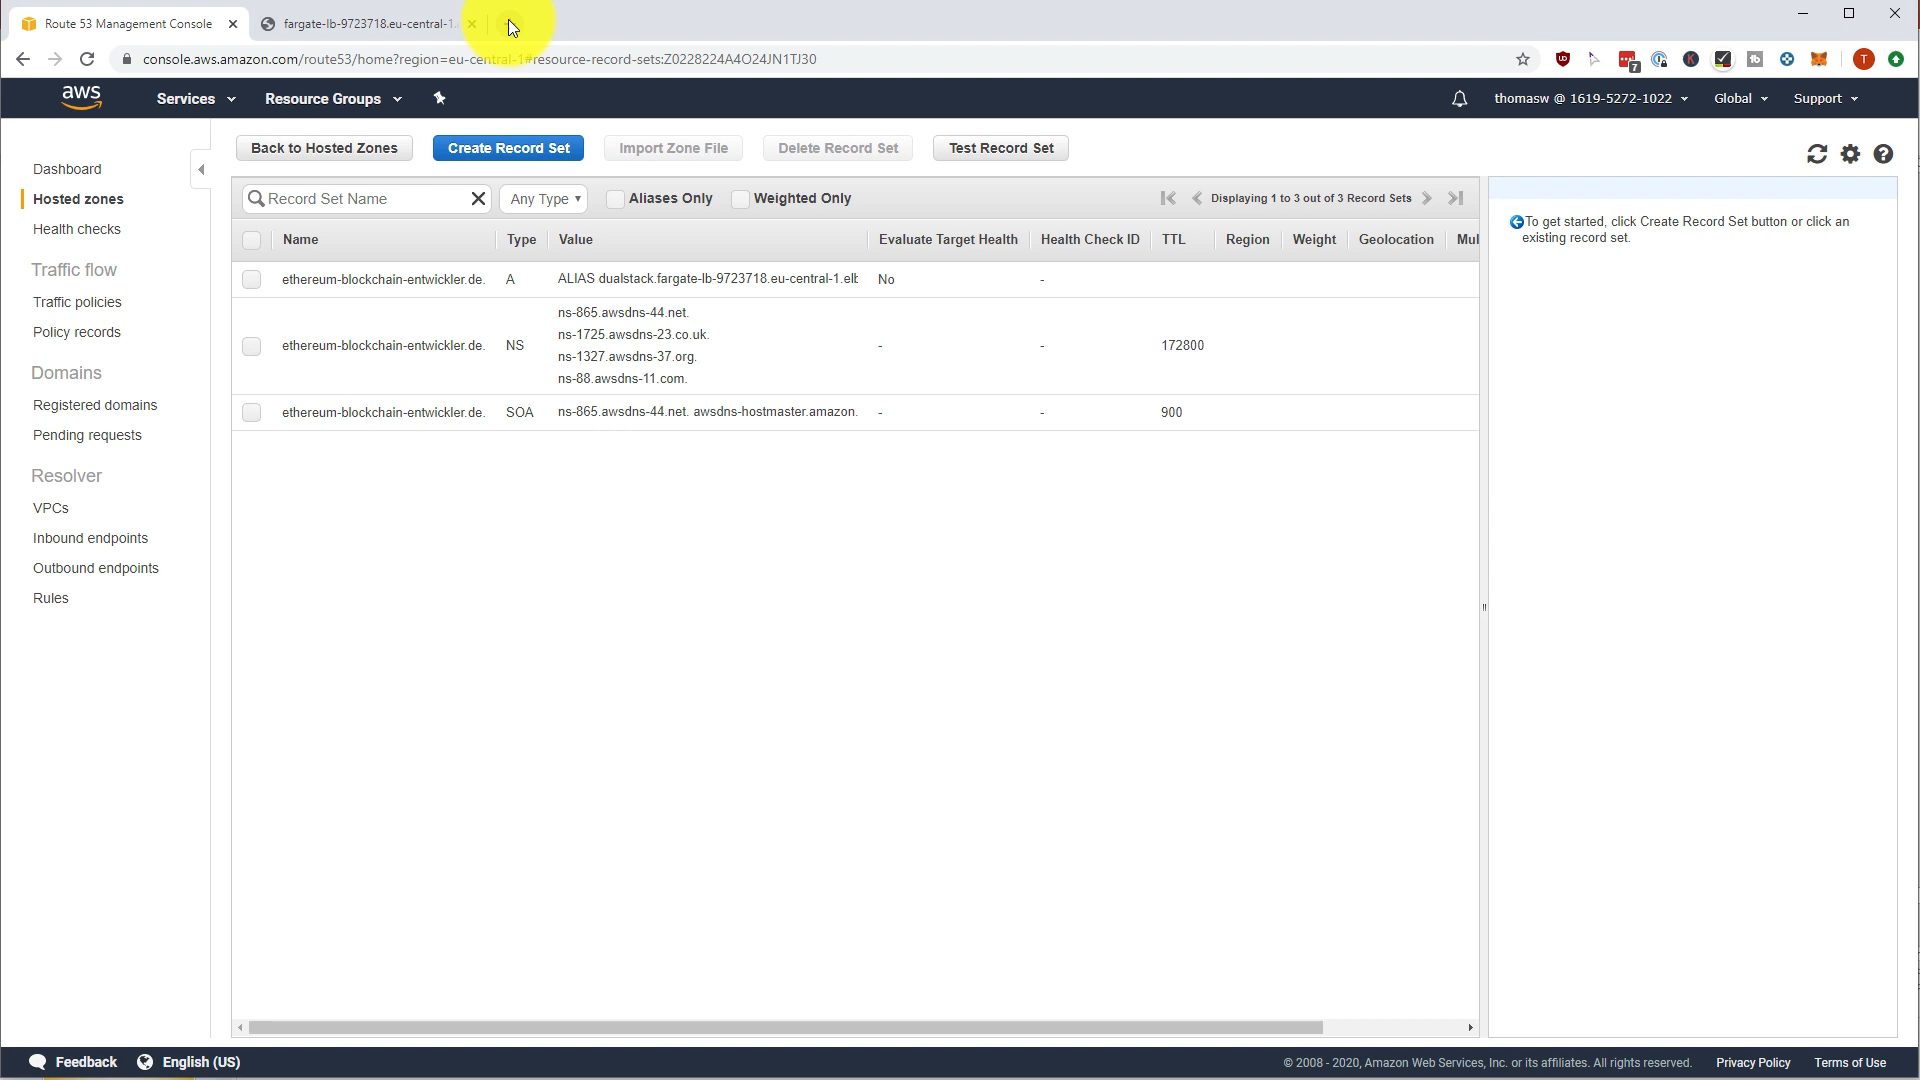 Route 53 Management Console
fargate-lb-9723718.eu-central-1.
console.aws.amazon.com/route53/home?region=eu-central-1#resource-record-sets:Z0228224A4O24JN1TJ30
7
T
aws
Services
Resource Groups
thomasw @ 1619-5272-1022
Global
Support
Dashboard
Hosted zones
Health checks
Traffic flow
Traffic policies
Policy records
Domains
Registered domains
Pending requests
Resolver
VPCs
Inbound endpoints
Outbound endpoints
Rules
Back to Hosted Zones
Create Record Set
Import Zone File
Delete Record Set
Test Record Set
Record Set Name
Any Type
Aliases Only
Weighted Only
Displaying 1 to 3 out of 3 Record Sets
Name Type Value Evaluate Target Health Health Check ID TTL Region Weight Geolocation Mul
ethereum-blockchain-entwickler.de. A ALIAS dualstack.fargate-lb-9723718.eu-central-1.elb No -
ethereum-blockchain-entwickler.de. NS
ns-865.awsdns-44.net.
ns-1725.awsdns-23.co.uk.
ns-1327.awsdns-37.org.
ns-88.awsdns-11.com.
- - 172800
ethereum-blockchain-entwickler.de. SOA ns-865.awsdns-44.net. awsdns-hostmaster.amazon. - - 900
To get started, click Create Record Set button or click an
existing record set.
Feedback
English (US)
© 2008 - 2020, Amazon Web Services, Inc. or its affiliates. All rights reserved.
Privacy Policy
Terms of Use